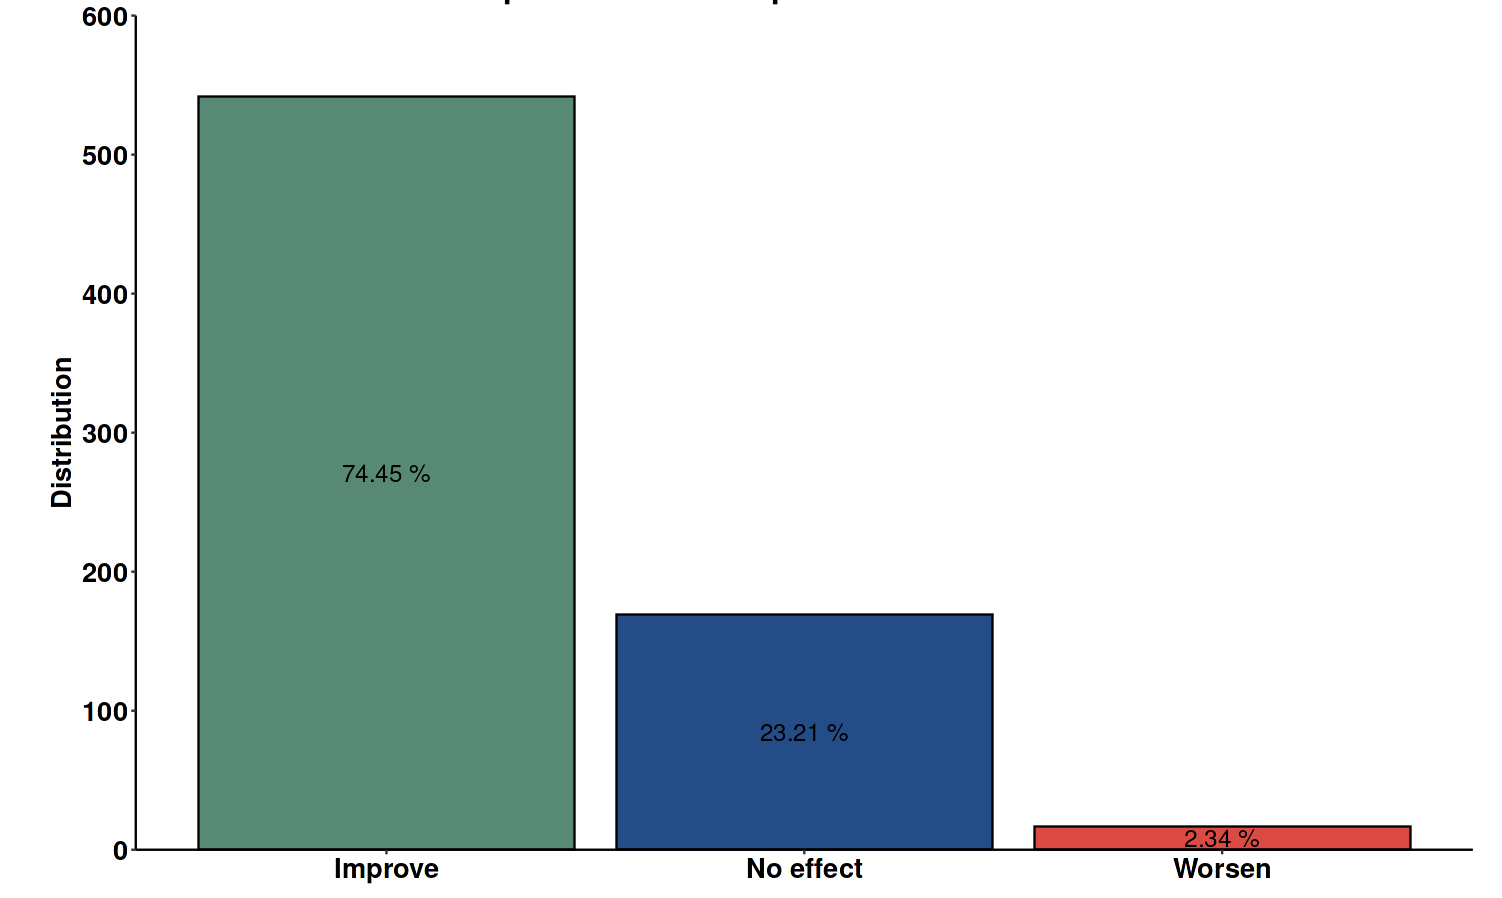 600
500
400
300
200
100
0
Distribution
74.45 %
23.21 %
2.34 %
Improve
No effect
Worsen